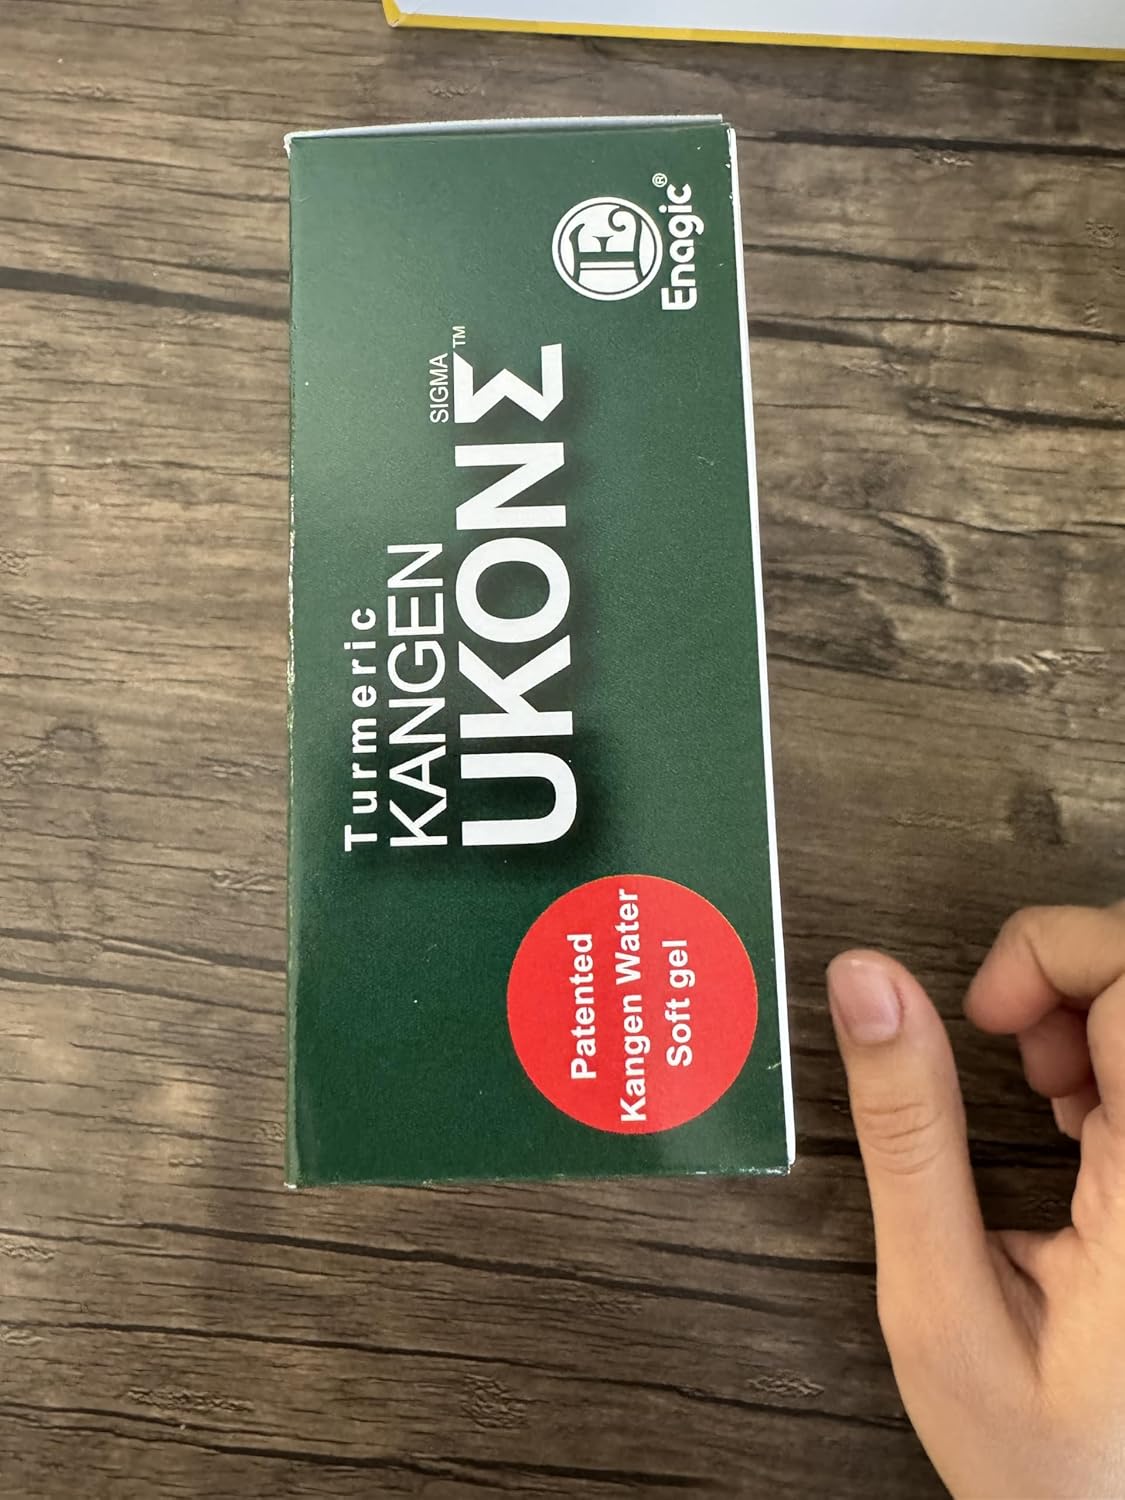 Turmeric
KANGEN
SIGMA
UKONΣ™
E
Enagic®
Patented
Kangen Water
Soft gel